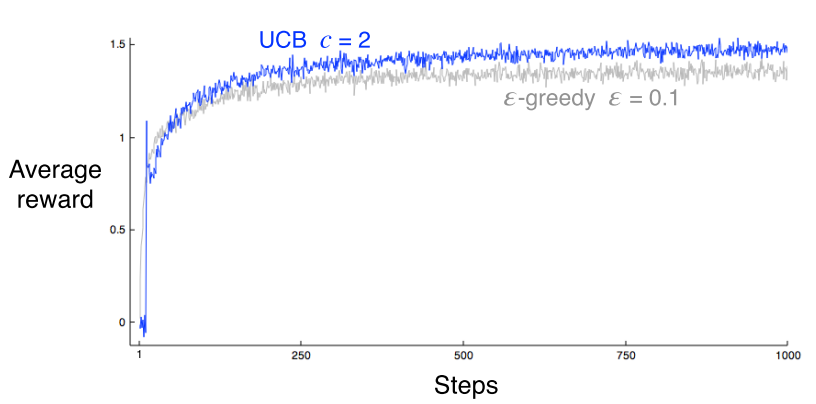 UCB c = 2
1.5
ε-greedy ε = 0.1
1
Average
reward
0.5
0
1
250
500
750
1000
Steps